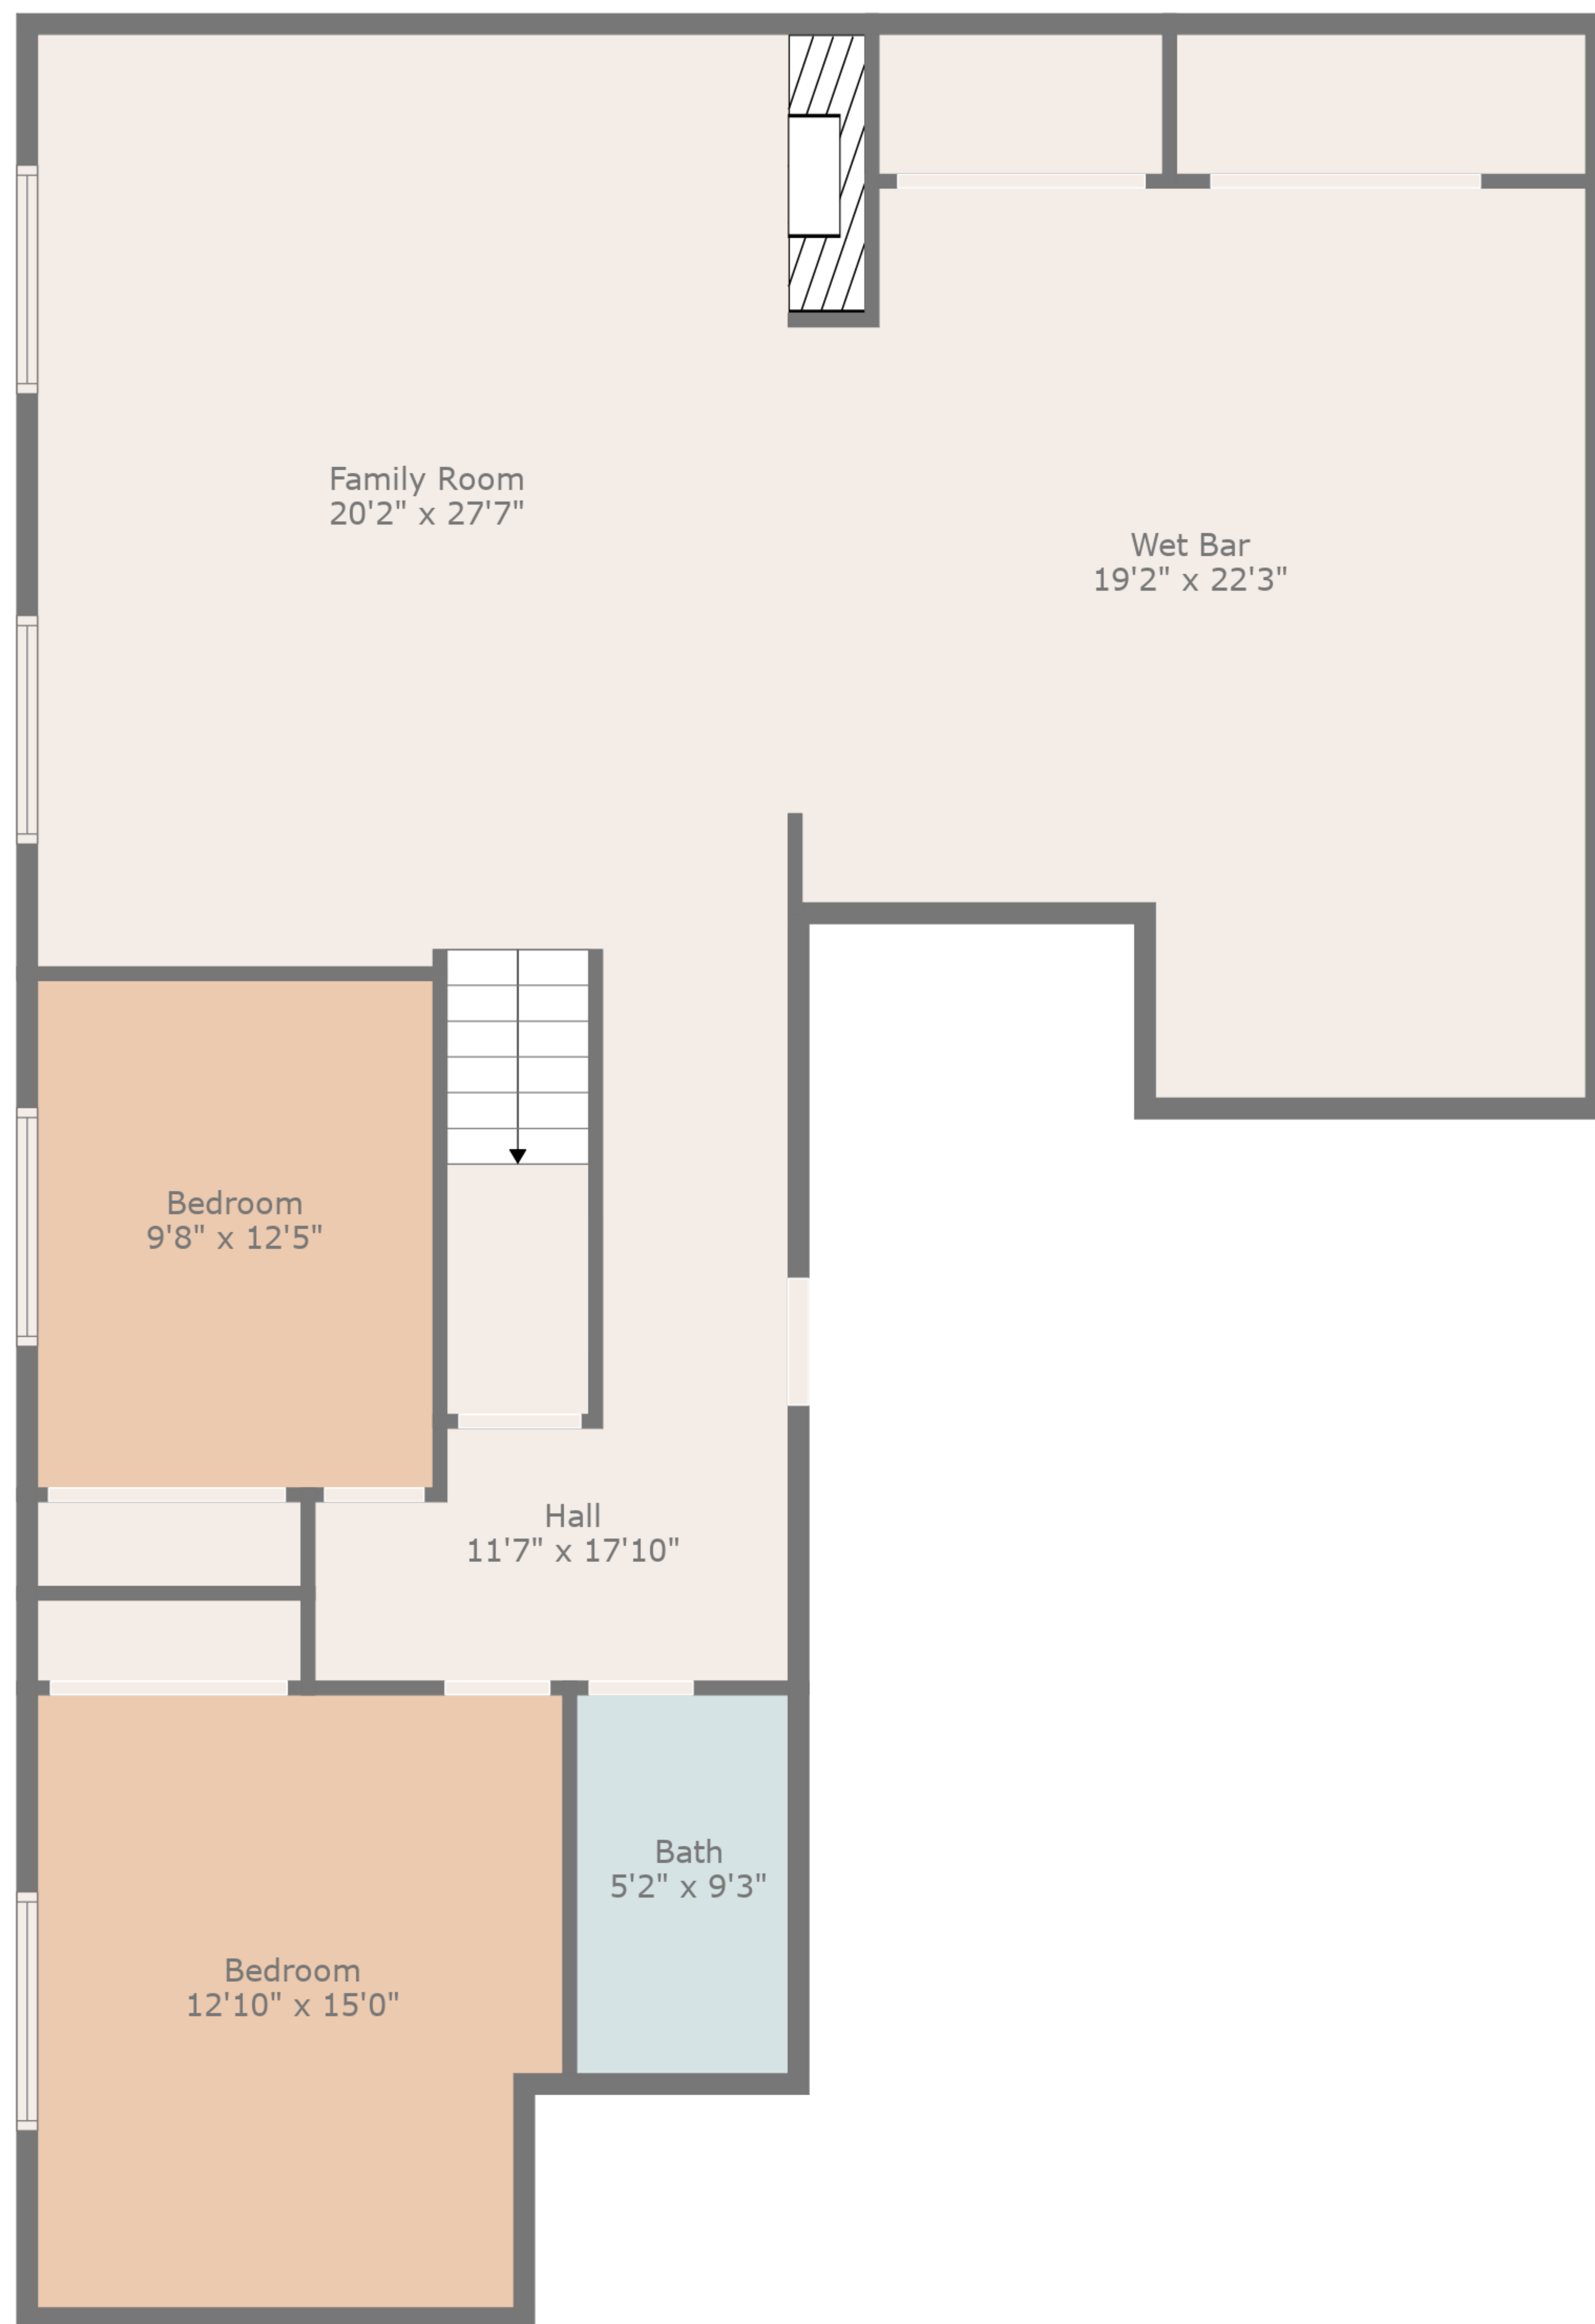 Family Room
20'2" x 27'7"
Wet Bar
19'2" x 22'3"
Bedroom
9'8" x 12'5"
Hall
11'7" x 17'10"
Bath
5'2" x 9'3"
Bedroom
12'10" x 15'0"